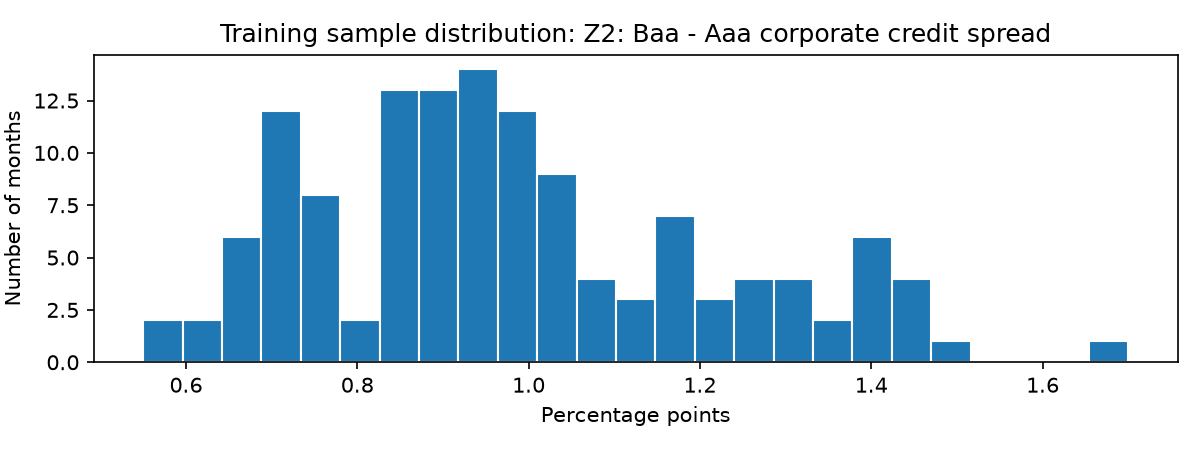 Training sample distribution: Z2: Baa - Aaa corporate credit spread
Number of months
12.5
10.0
7.5
5.0
2.5
0.0
0.6 0.8 1.0 1.2 1.4 1.6
Percentage points